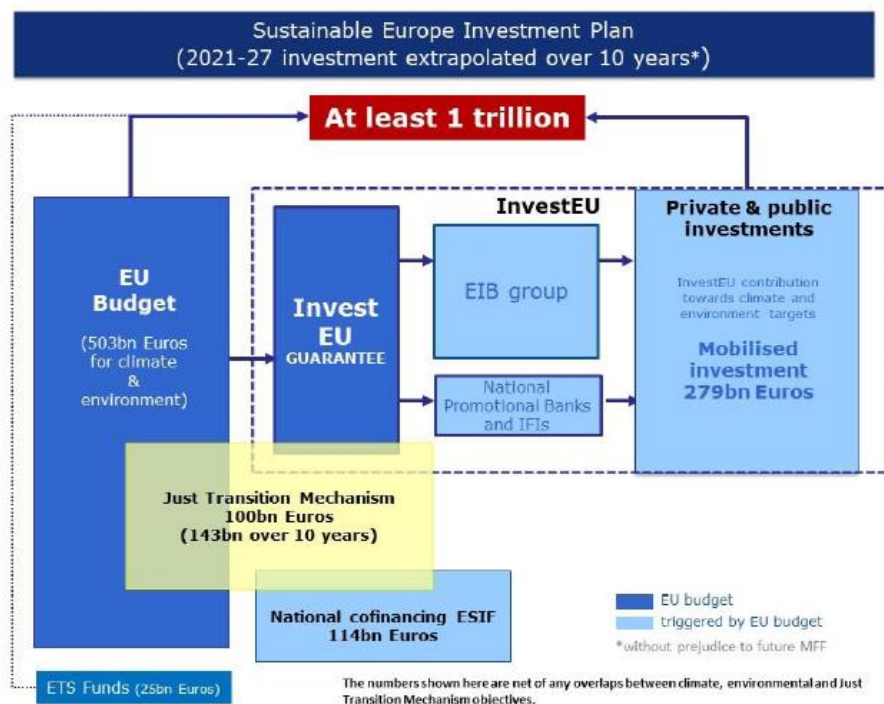 Sustainable Europe Investment Plan
(2021-27 investment extrapolated over 10 years*)
At least 1 trillion
EU
Budget
(503bn Euros
for climate
&
environment)
Invest
EU
GUARANTEE
InvestEU
EIB group
National
Promotional Banks
and IFIs
Private & public
investments
InvestEU contribution
towards climate and
environment targets
Mobilised
investment
279bn Euros
Just Transition Mechanism
100bn Euros
(143bn over 10 years)
National cofinancing ESIF
114bn Euros
EU budget
triggered by EU budget
*without prejudice to future MFF
ETS Funds (25bn Euros)
The numbers shown here are net of any overlaps between climate, environmental and Just
Transition Mechanism objectives.